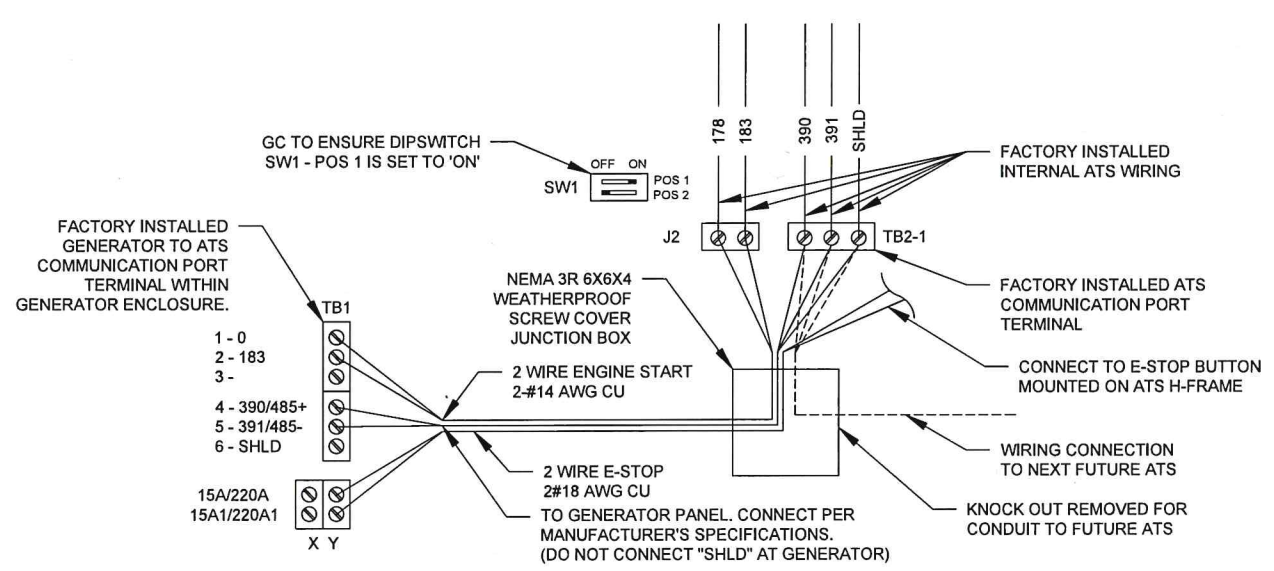 178
183
390
391
SHLD
GC TO ENSURE DIPSWITCH
SW1 - POS 1 IS SET TO 'ON'
OFF ON
SW1
POS 1
POS 2
FACTORY INSTALLED
INTERNAL ATS WIRING
J2
TB2-1
FACTORY INSTALLED
GENERATOR TO ATS
COMMUNICATION PORT
TERMINAL WITHIN
GENERATOR ENCLOSURE.
TB1
1 - 0
2 - 183
3 -
4 - 390/485+
5 - 391/485-
6 - SHLD
15A/220A
15A1/220A1
X Y
NEMA 3R 6X6X4
WEATHERPROOF
SCREW COVER
JUNCTION BOX
FACTORY INSTALLED ATS
COMMUNICATION PORT
TERMINAL
CONNECT TO E-STOP BUTTON
MOUNTED ON ATS H-FRAME
2 WIRE ENGINE START
2-#14 AWG CU
2 WIRE E-STOP
2#18 AWG CU
TO GENERATOR PANEL. CONNECT PER
MANUFACTURER'S SPECIFICATIONS.
(DO NOT CONNECT "SHLD" AT GENERATOR)
WIRING CONNECTION
TO NEXT FUTURE ATS
KNOCK OUT REMOVED FOR
CONDUIT TO FUTURE ATS